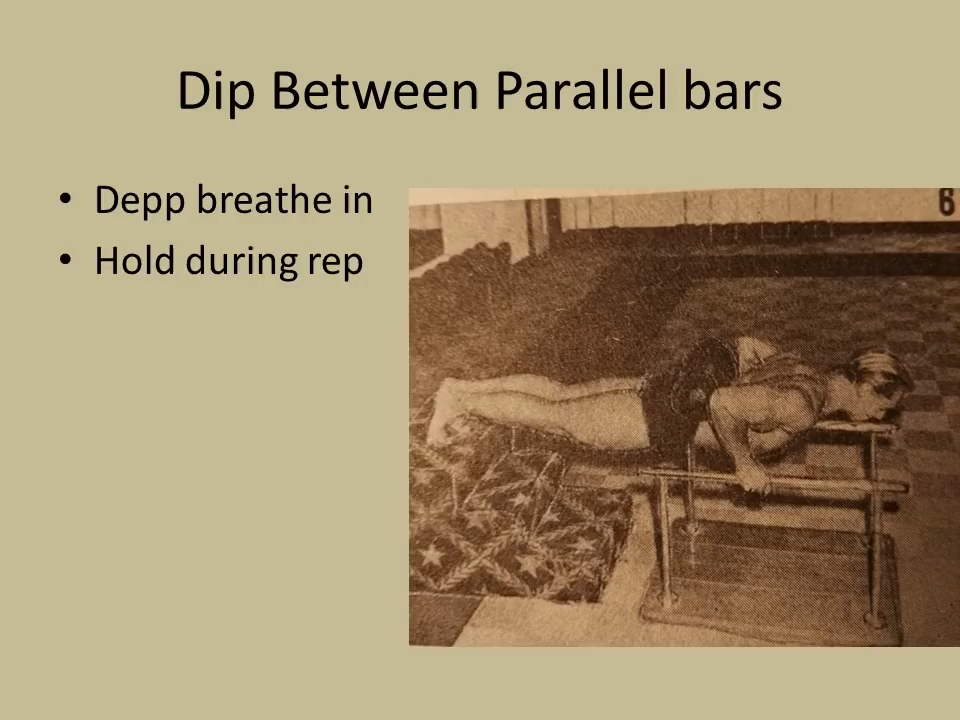 Dip Between Parallel bars
• Depp breathe in
• Hold during rep
6